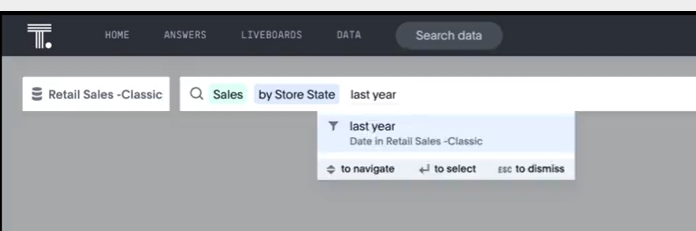 HOME ANSWERS LIVEBOARDS DATA Search data
Retail Sales -Classic Sales by Store State last year
last year
Date in Retail Sales -Classic
to navigate to select ESC to dismiss